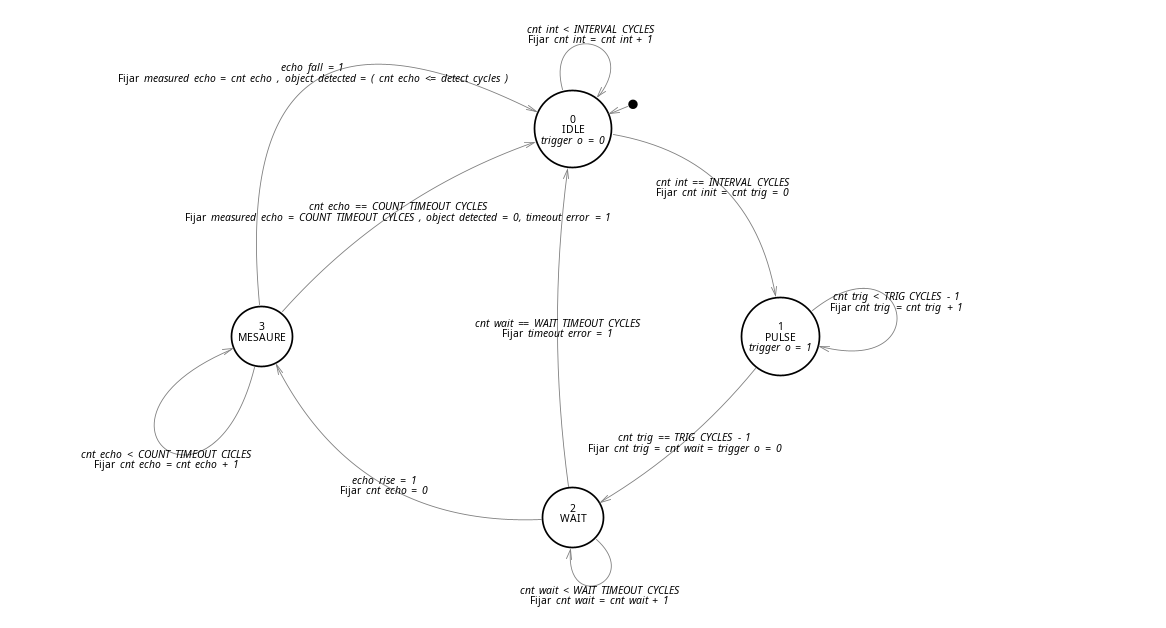 cnt int < INTERVAL CYCLES
Fijar cnt int = cnt int + 1
echo fall = 1
Fijar measured echo = cnt echo , object detected = ( cnt echo <= detect cycles )
0
IDLE
trigger o = 0
cnt int == INTERVAL CYCLES
Fijar cnt init = cnt trig = 0
cnt echo == COUNT TIMEOUT CYCLES
Fijar measured echo = COUNT TIMEOUT CYLCES , object detected = 0, timeout error = 1
cnt trig < TRIG CYCLES - 1
Fijar cnt trig = cnt trig + 1
3
MESAURE
cnt wait == WAIT TIMEOUT CYCLES
Fijar timeout error = 1
1
PULSE
trigger o = 1
cnt trig == TRIG CYCLES - 1
Fijar cnt trig = cnt wait = trigger o = 0
cnt echo < COUNT TIMEOUT CICLES
Fijar cnt echo = cnt echo + 1
echo rise = 1
Fijar cnt echo = 0
2
WAIT
cnt wait < WAIT TIMEOUT CYCLES
Fijar cnt wait = cnt wait + 1